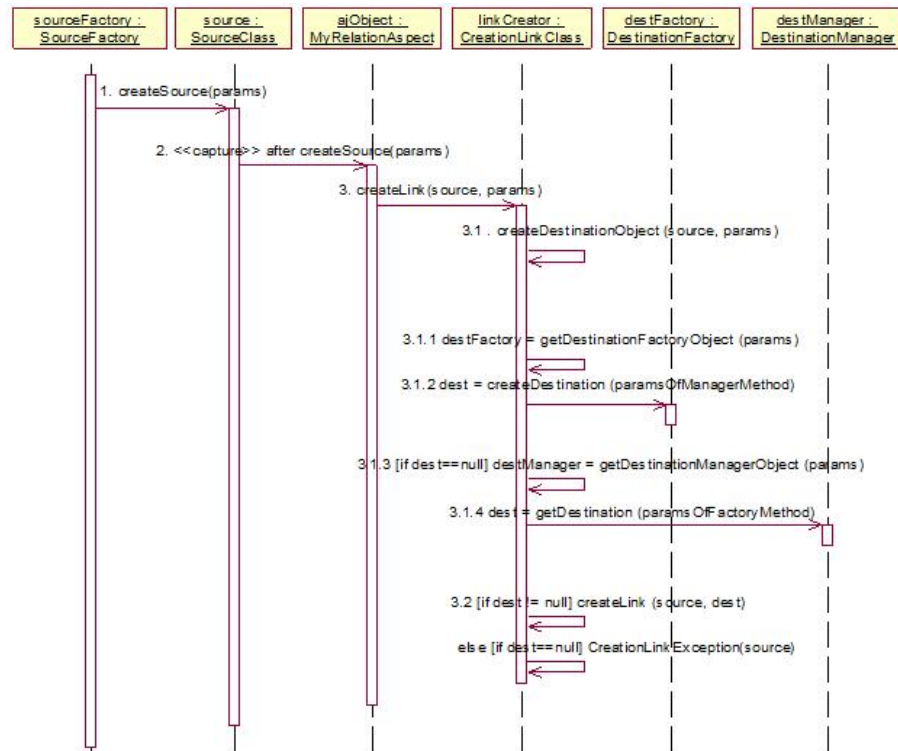 sourceFactory :
SourceFactory
source :
SourceClass
ajObject :
MyRelationAspect
linkCreator :
CreationLinkClass
destFactory :
DestinationFactory
destManager :
DestinationManager
1. createSource(params)
2. <<capture>> after createSource(params)
3. createLink(source, params)
3.1 . createDestinationObject (source, params)
3.1.1 destFactory = getDestinationFactoryObject (params)
3.1.2 dest = createDestination (paramsOfManagerMethod)
3.1.3 [if dest==null] destManager = getDestinationManagerObject (params)
3.1.4 dest = getDestination (paramsOfFactoryMethod)
3.2 [if dest != null] createLink (source, dest)
else [if dest==null] CreationLinkException(source)